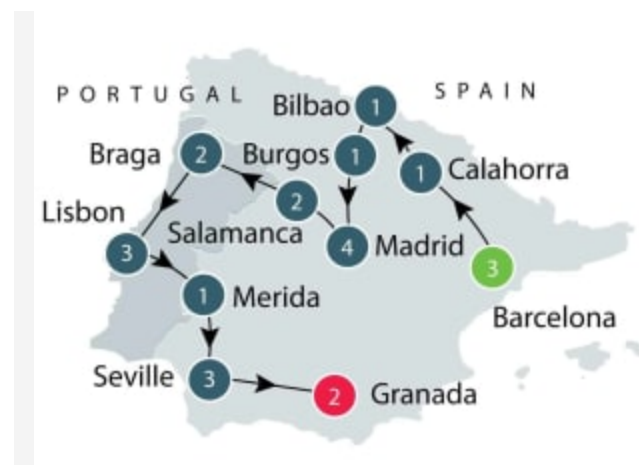 PORTUGAL
SPAIN
Bilbao 1
Braga 2
Burgos 1
1 Calahorra
Lisbon 3
2 Salamanca
4 Madrid
3 Barcelona
1 Merida
Seville 3
2 Granada